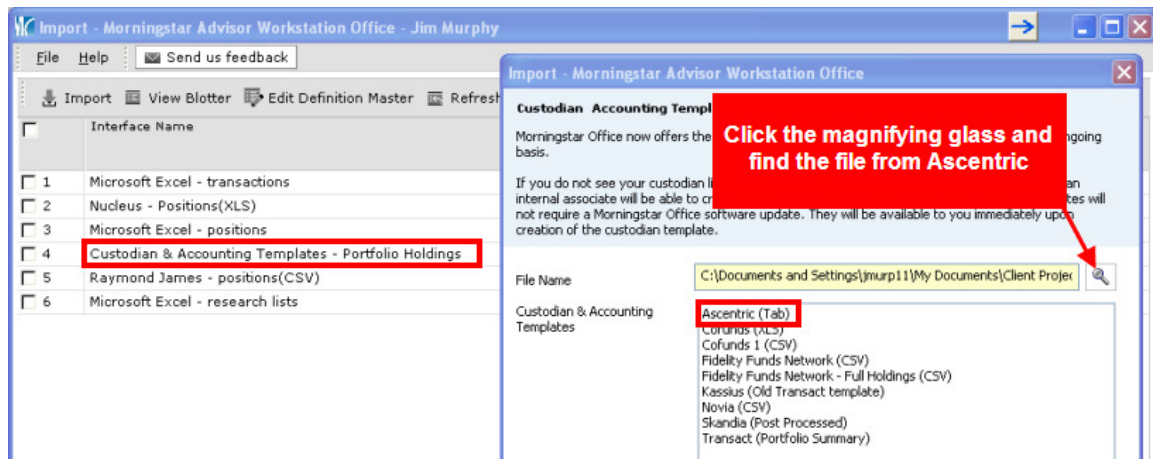 Import - Morningstar Advisor Workstation Office - Jim Murphy
File Help Send us feedback
Import View Blotter Edit Definition Master Refresh
Interface Name
1 Microsoft Excel - transactions
2 Nucleus - Positions(XLS)
3 Microsoft Excel - positions
4 Custodian & Accounting Templates - Portfolio Holdings
5 Raymond James - positions(CSV)
6 Microsoft Excel - research lists
Import - Morningstar Advisor Workstation Office
Custodian Accounting Templ
Morningstar Office now offers the
ngoing
basis.
If you do not see your custodian li
an
internal associate will be able to cr
tes will
not require a Morningstar Office software update. They will be available to you immediately upon
creation of the custodian template.
Click the magnifying glass and
find the file from Ascentric
File Name C:\Documents and Settings\jmurp11\My Documents\Client Projec
Custodian & Accounting
Templates
Ascentric (Tab)
Cofunds (XLS)
Cofunds 1 (CSV)
Fidelity Funds Network (CSV)
Fidelity Funds Network - Full Holdings (CSV)
Kassius (Old Transact template)
Novia (CSV)
Skandia (Post Processed)
Transact (Portfolio Summary)